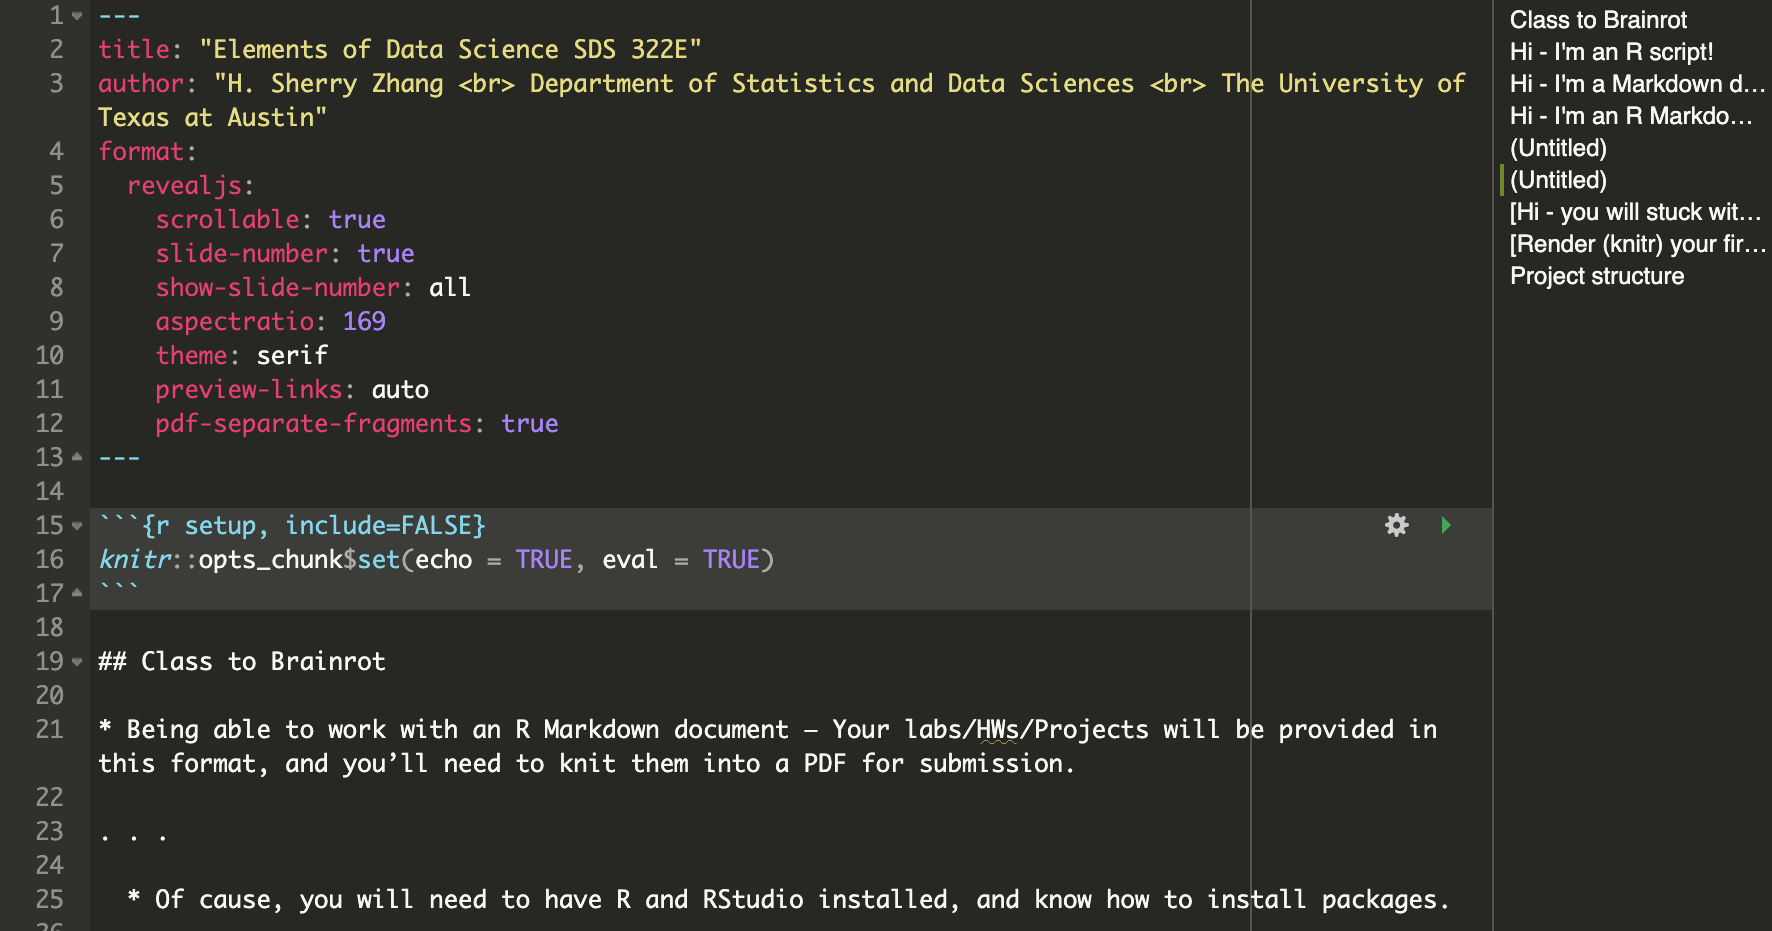 1 ---
2 title: "Elements of Data Science SDS 322E"
3 author: "H. Sherry Zhang <br> Department of Statistics and Data Sciences <br> The University of
Texas at Austin"
4 format:
5   revealjs:
6     scrollable: true
7     slide-number: true
8     show-slide-number: all
9     aspectratio: 169
10     theme: serif
11     preview-links: auto
12     pdf-separate-fragments: true
13 ---
14
15 ```{r setup, include=FALSE}
16 knitr::opts_chunk$set(echo = TRUE, eval = TRUE)
17 ```
18
19 ## Class to Brainrot
20
21 * Being able to work with an R Markdown document – Your labs/HWs/Projects will be provided in
this format, and you’ll need to knit them into a PDF for submission.
22
23 . . .
24
25   * Of cause, you will need to have R and RStudio installed, and know how to install packages.
26
Class to Brainrot
Hi - I'm an R script!
Hi - I'm a Markdown d...
Hi - I'm an R Markdo...
(Untitled)
(Untitled)
[Hi - you will stuck wit...
[Render (knitr) your fir...
Project structure